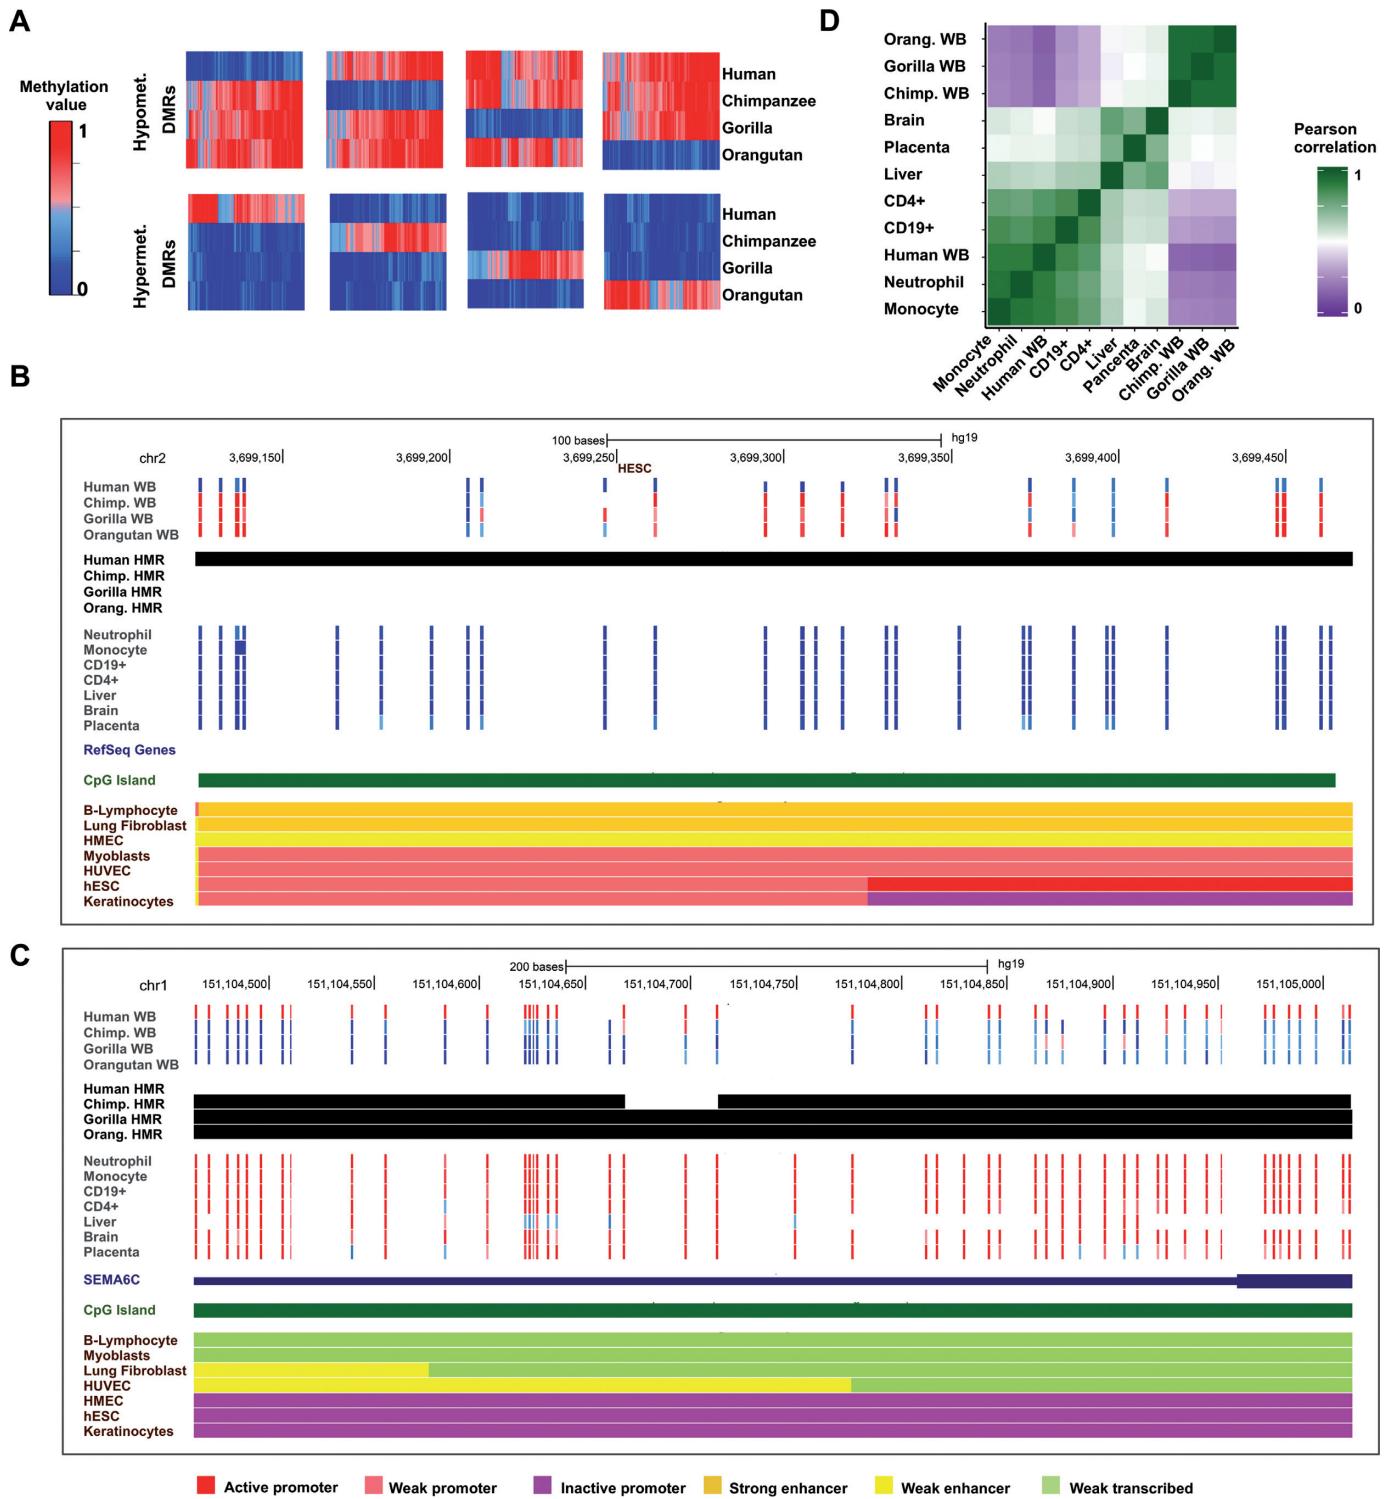 A
Methylation
value
1
0
Hypomet.
DMRs
Human
Chimpanzee
Gorilla
Orangutan
Hypermet.
DMRs
Human
Chimpanzee
Gorilla
Orangutan
D
Orang. WB
Gorilla WB
Chimp. WB
Brain
Placenta
Liver
CD4+
CD19+
Human WB
Neutrophil
Monocyte
Monocyte
Neutrophil
Human WB
CD19+
CD4+
Liver
Pancenta
Brain
Chimp. WB
Gorilla WB
Orang. WB
Pearson
correlation
1
0
B
100 bases
hg19
chr2
3,699,150
3,699,200
3,699,250
3,699,300
3,699,350
3,699,400
3,699,450
HESC
Human WB
Chimp. WB
Gorilla WB
Orangutan WB
Human HMR
Chimp. HMR
Gorilla HMR
Orang. HMR
Neutrophil
Monocyte
CD19+
CD4+
Liver
Brain
Placenta
RefSeq Genes
CpG Island
B-Lymphocyte
Lung Fibroblast
HMEC
Myoblasts
HUVEC
hESC
Keratinocytes
C
200 bases
hg19
chr1
151,104,500
151,104,550
151,104,600
151,104,650
151,104,700
151,104,750
151,104,800
151,104,850
151,104,900
151,104,950
151,105,000
Human WB
Chimp. WB
Gorilla WB
Orangutan WB
Human HMR
Chimp. HMR
Gorilla HMR
Orang. HMR
Neutrophil
Monocyte
CD19+
CD4+
Liver
Brain
Placenta
SEMA6C
CpG Island
B-Lymphocyte
Myoblasts
Lung Fibroblast
HUVEC
HMEC
hESC
Keratinocytes
Active promoter
Weak promoter
Inactive promoter
Strong enhancer
Weak enhancer
Weak transcribed